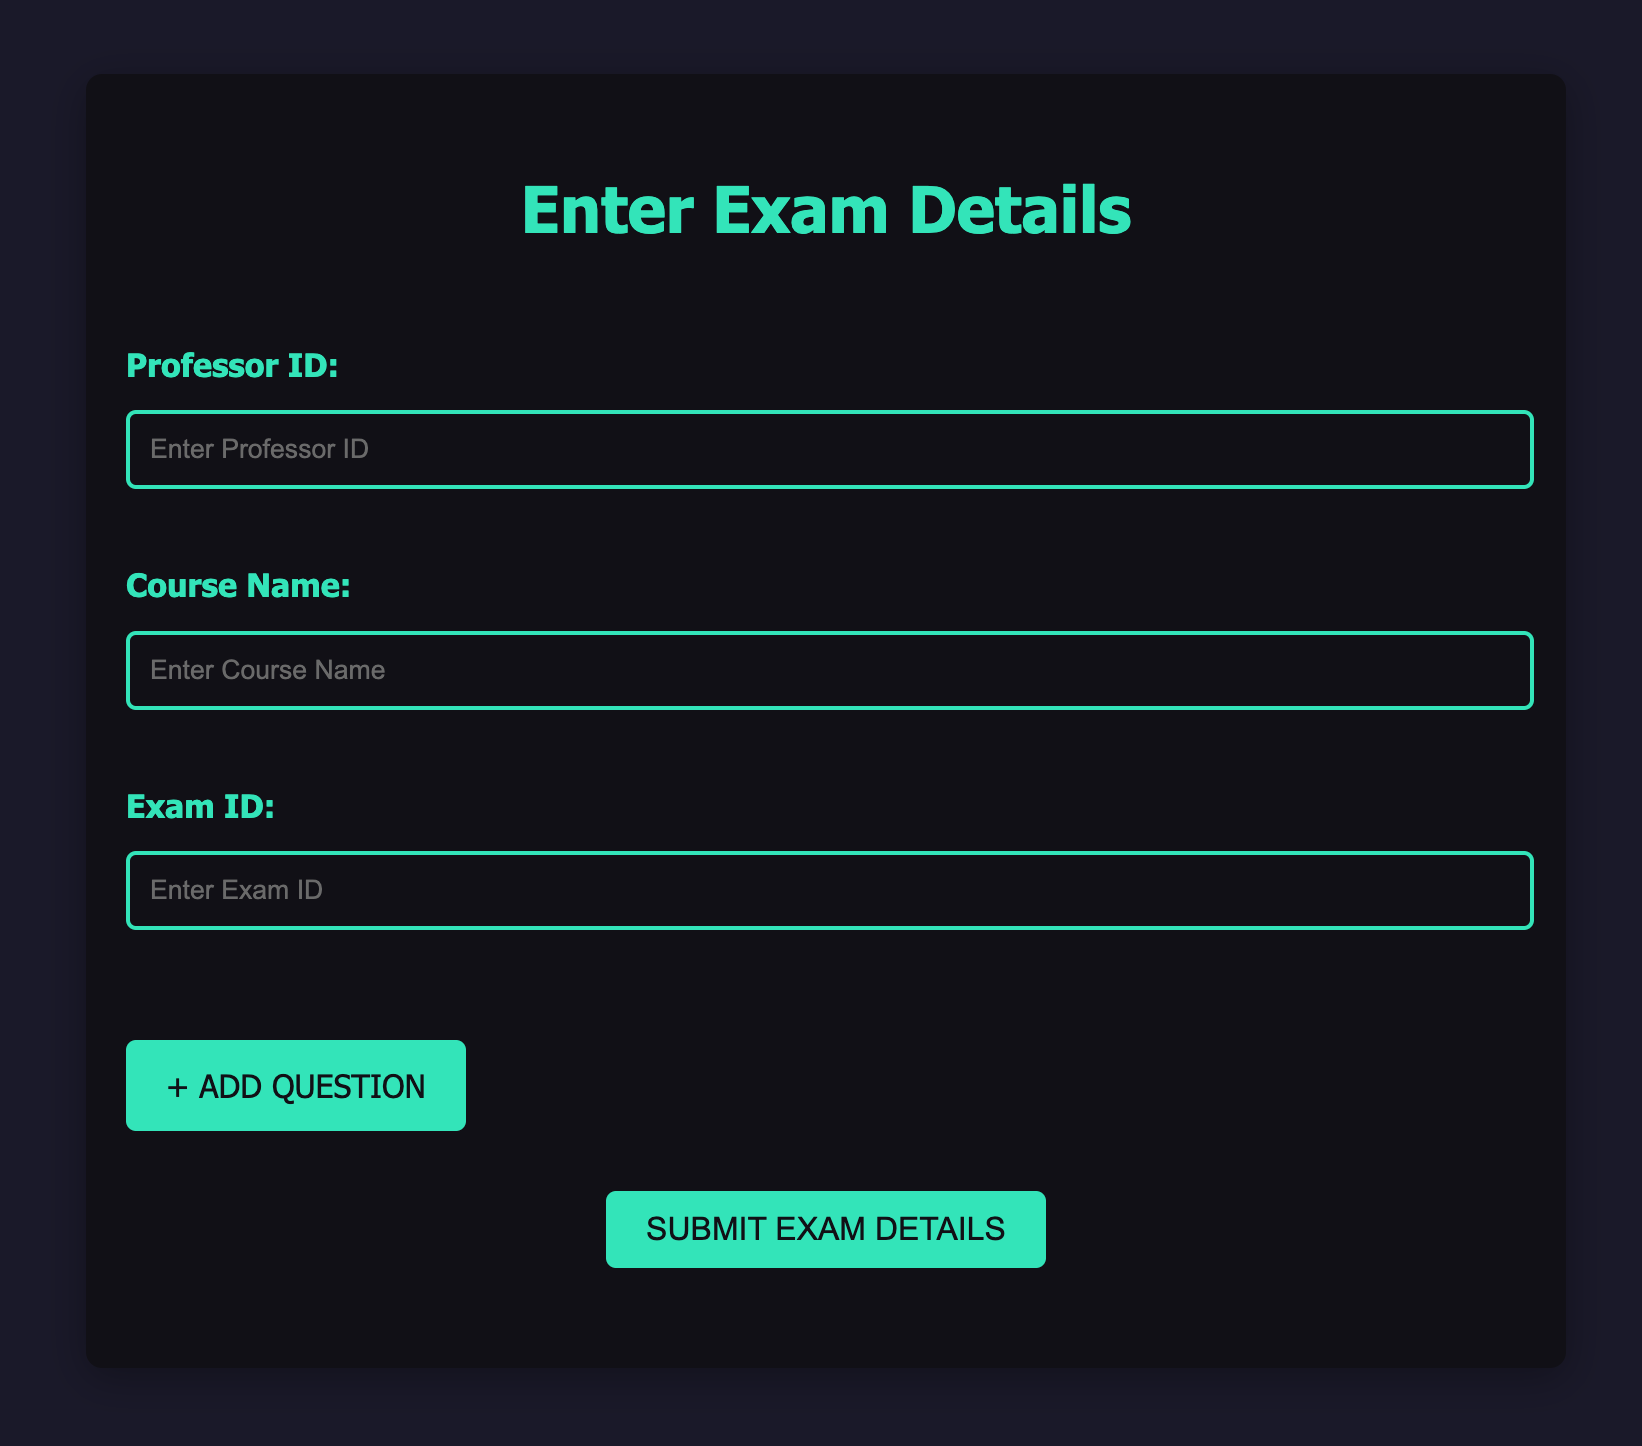 Enter Exam Details
Professor ID:
Enter Professor ID
Course Name:
Enter Course Name
Exam ID:
Enter Exam ID
+ ADD QUESTION
SUBMIT EXAM DETAILS